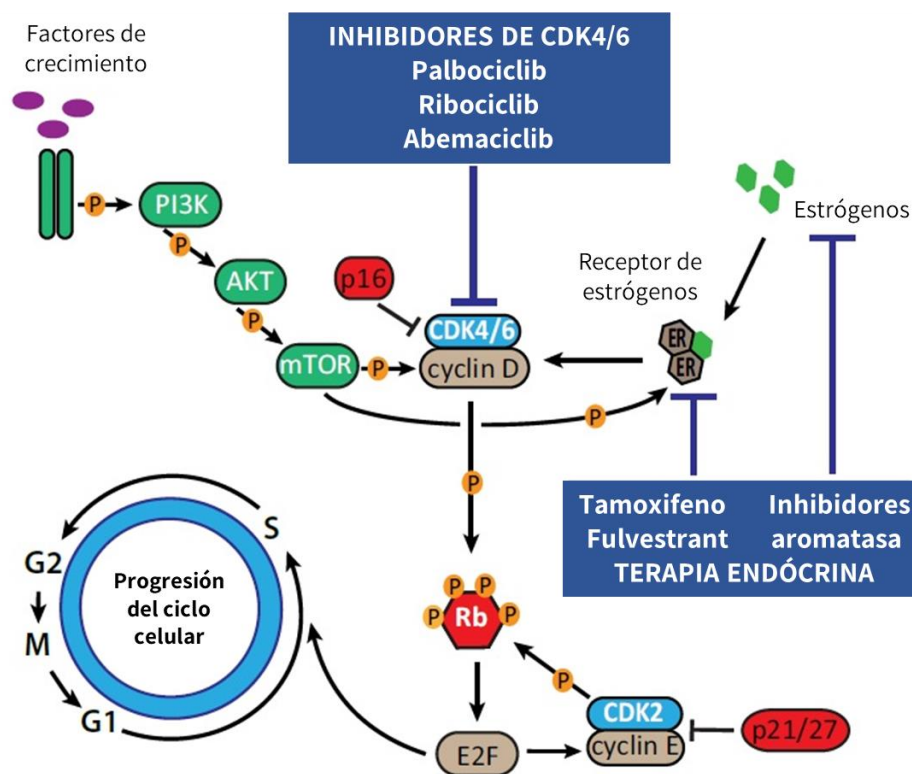 Factores de
crecimiento
INHIBIDORES DE CDK4/6
Palbociclib
Ribociclib
Abemaciclib
P
PI3K
P
AKT
P
mTOR
P
p16
CDK4/6
cyclin D
Estrógenos
Receptor de
estrógenos
ER
ER
P
P
Tamoxifeno
Fulvestrant
Inhibidores
aromatasa
TERAPIA ENDÓCRINA
S
G2
M
G1
Progresión
del ciclo
celular
P
P
P
P
Rb
P
CDK2
cyclin E
p21/27
E2F